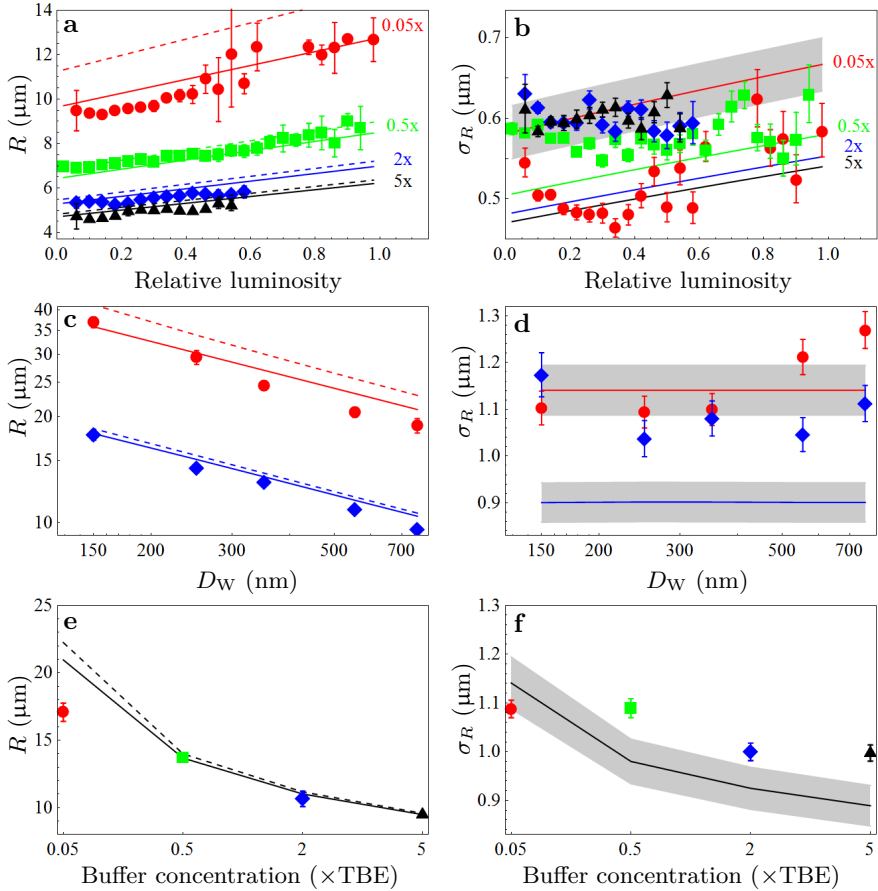 a
14
12
10
8
6
4
R (μm)
0.05x
0.5x
2x
5x
0.0 0.2 0.4 0.6 0.8 1.0
Relative luminosity
b
0.7
0.6
0.5
σR (μm)
0.05x
0.5x
2x
5x
0.0 0.2 0.4 0.6 0.8 1.0
Relative luminosity
c
40
35
30
25
20
15
10
R (μm)
150 200 300 500 700
DW (nm)
d
1.3
1.2
1.1
1.0
0.9
σR (μm)
150 200 300 500 700
DW (nm)
e
25
20
15
10
R (μm)
0.05 0.5 2 5
Buffer concentration (×TBE)
f
1.3
1.2
1.1
1.0
0.9
σR (μm)
0.05 0.5 2 5
Buffer concentration (×TBE)